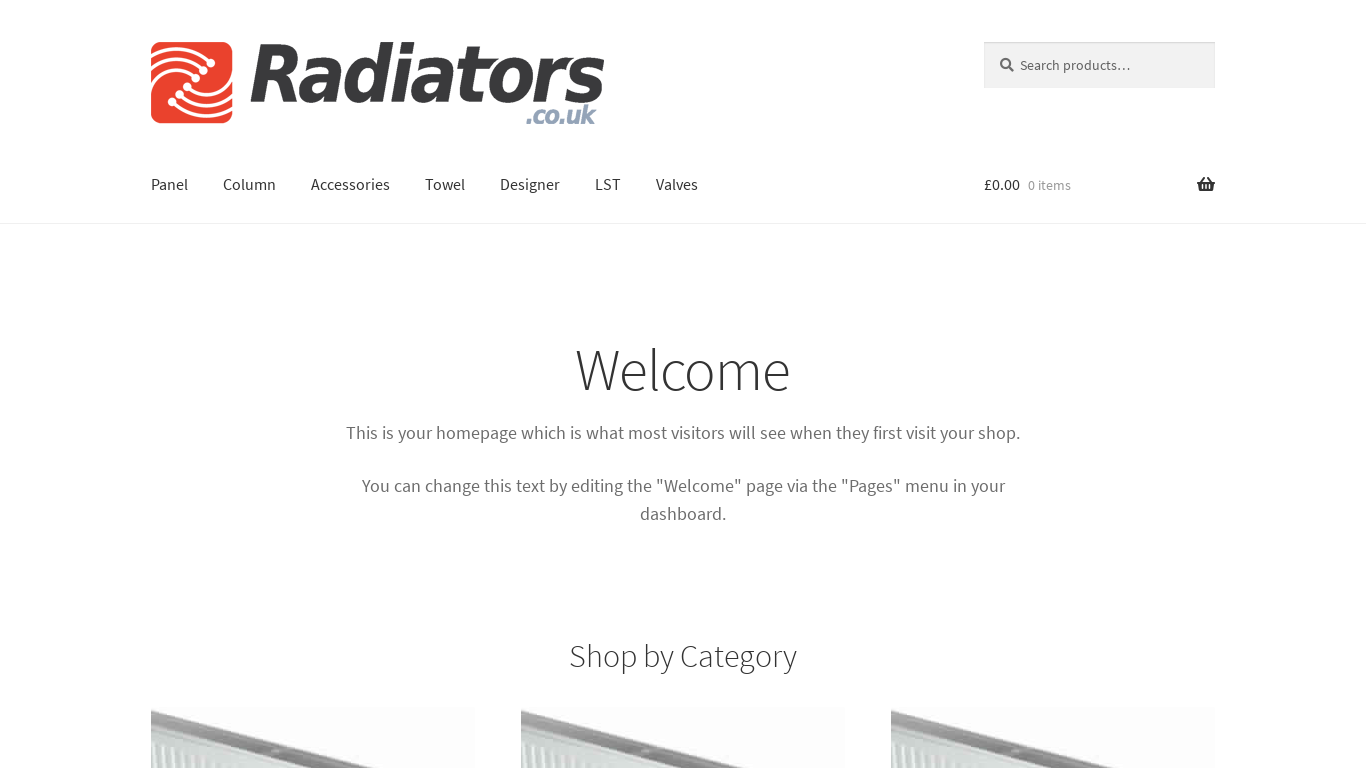 Radiators
.co.uk
Search products…
Panel Column Accessories Towel Designer LST Valves
£0.00 0 items
Welcome
This is your homepage which is what most visitors will see when they first visit your shop.
You can change this text by editing the "Welcome" page via the "Pages" menu in your
dashboard.
Shop by Category